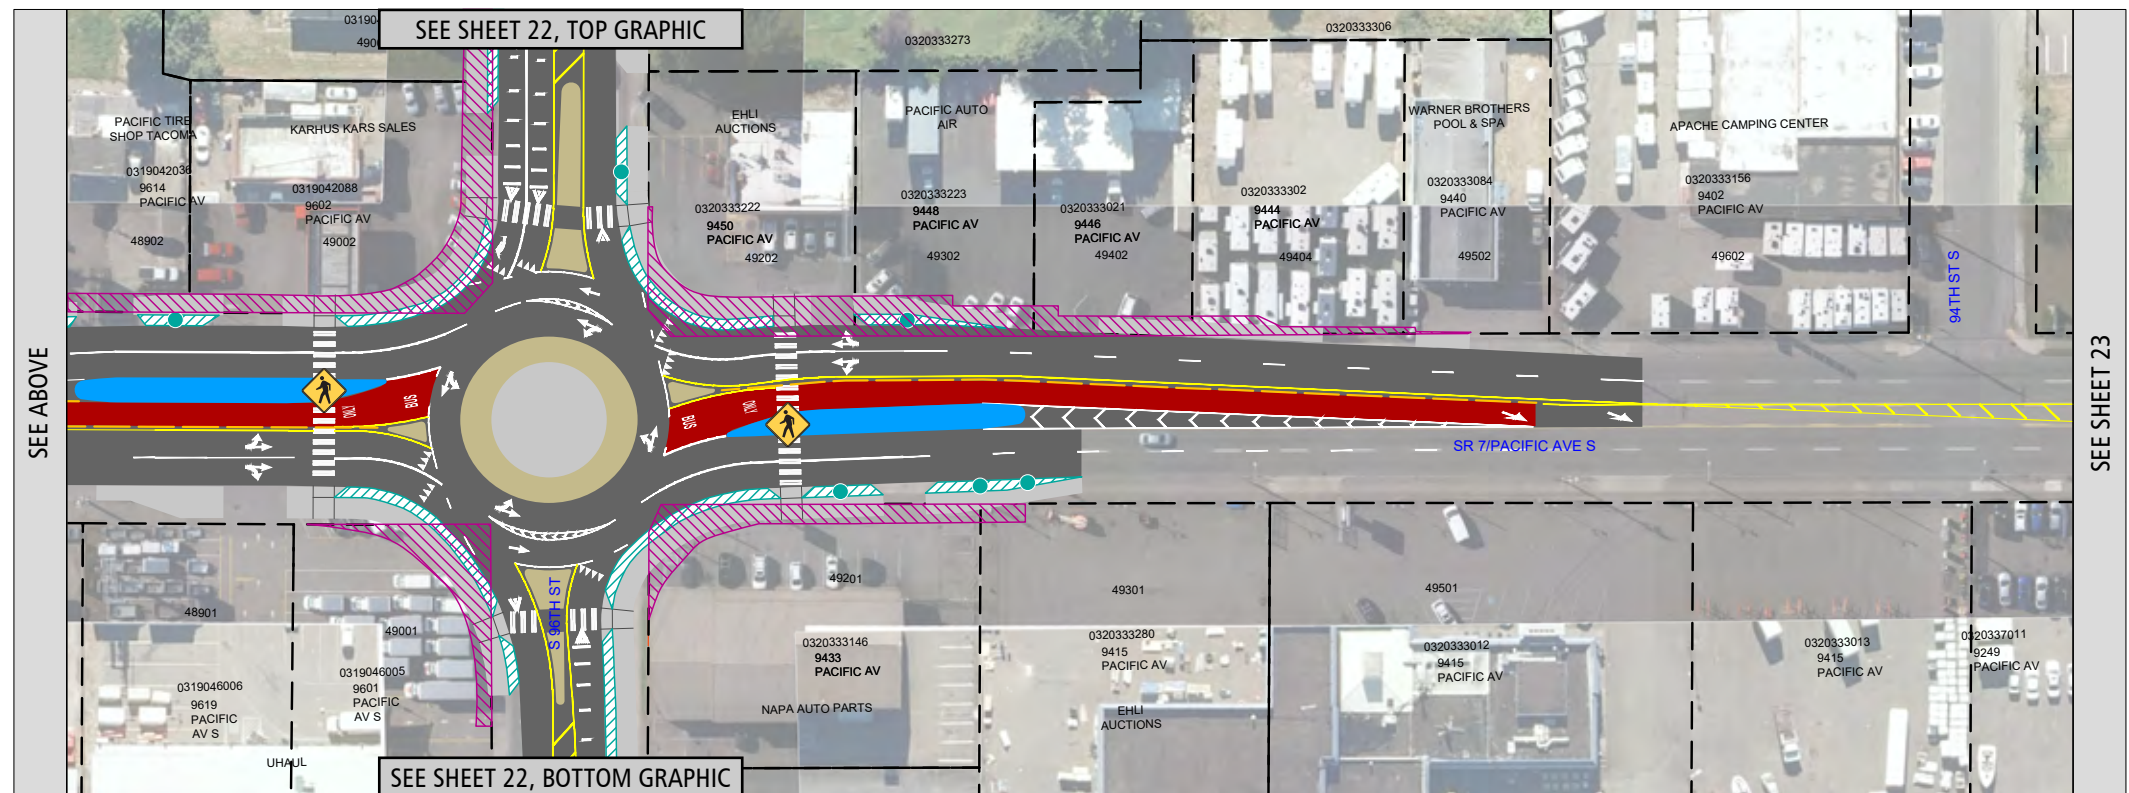 SEE SHEET 22, TOP GRAPHIC
SEE ABOVE
SEE SHEET 23
SEE SHEET 22, BOTTOM GRAPHIC
03190
490
PACIFIC TIRE
SHOP TACOMA
0319042036
9614
PACIFIC AV
48902
KARHUS KARS SALES
0319042088
9602
PACIFIC AV
49002
EHLI
AUCTIONS
0320333222
9450
PACIFIC AV
49202
0320333273
PACIFIC AUTO
AIR
0320333223
9448
PACIFIC AV
49302
0320333021
9446
PACIFIC AV
49402
0320333306
0320333302
9444
PACIFIC AV
49404
WARNER BROTHERS
POOL & SPA
0320333084
9440
PACIFIC AV
49502
APACHE CAMPING CENTER
0320333156
9402
PACIFIC AV
49602
94TH ST S
ONLY
BUS
BUS
ONLY
SR 7/PACIFIC AVE S
S 96TH ST
48901
0319046006
9619
PACIFIC
AV S
UHAUL
49001
0319046005
9601
PACIFIC
AV S
49201
0320333146
9433
PACIFIC AV
NAPA AUTO PARTS
49301
0320333280
9415
PACIFIC AV
EHLI
AUCTIONS
49501
0320333012
9415
PACIFIC AV
0320333013
9415
PACIFIC AV
0320337011
9249
PACIFIC AV